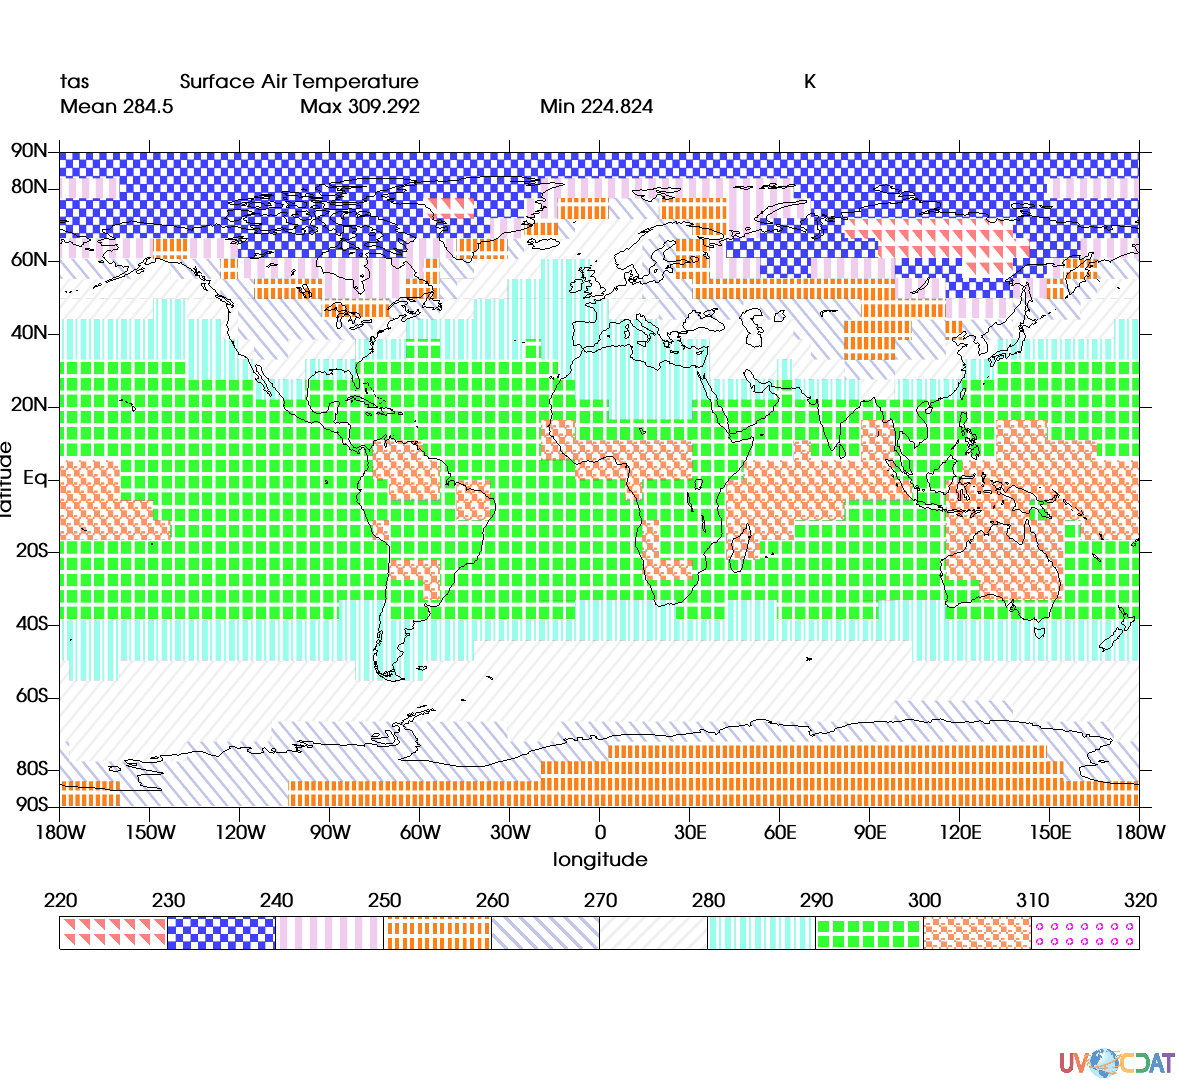 tas Surface Air Temperature K
Mean 284.5 Max 309.292 Min 224.824
90N
80N
60N
40N
20N
Eq
20S
40S
60S
80S
90S
latitude
180W 150W 120W 90W 60W 30W 0 30E 60E 90E 120E 150E 180W
longitude
220 230 240 250 260 270 280 290 300 310 320
UV CDAT